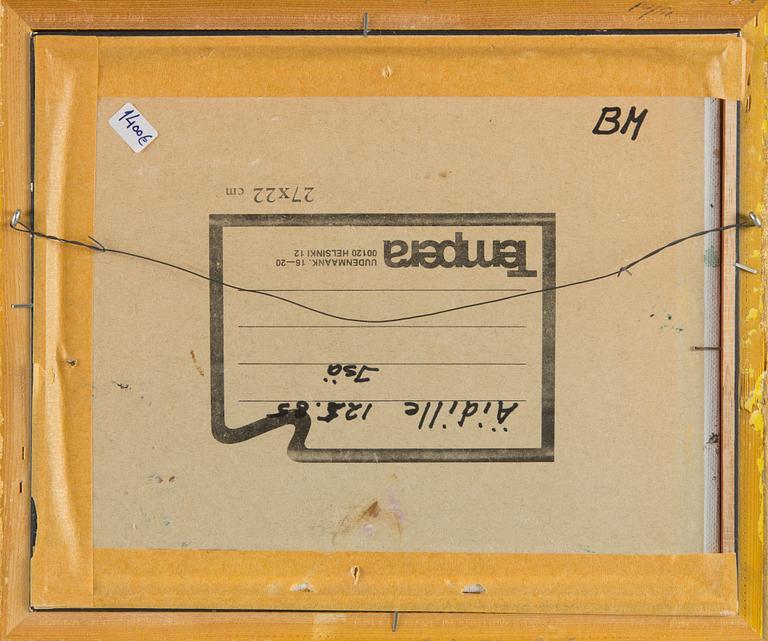 1400€
BM
Äidille 12.5.85
Isä
Tempera
UUDENMAANK. 16—20
00120 HELSINKI 12
27X22 cm